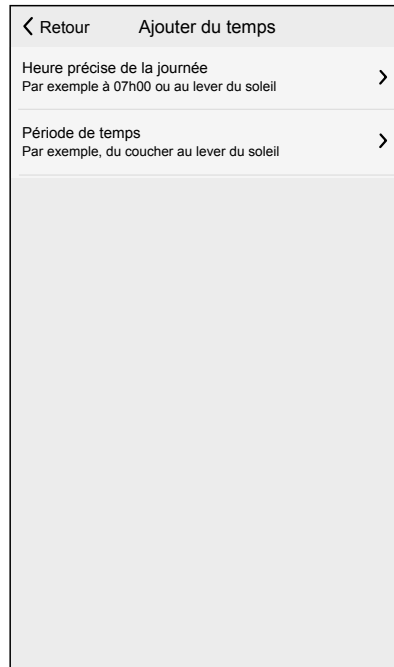 Retour Ajouter du temps
Heure précise de la journée
Par exemple à 07h00 ou au lever du soleil
Période de temps
Par exemple, du coucher au lever du soleil